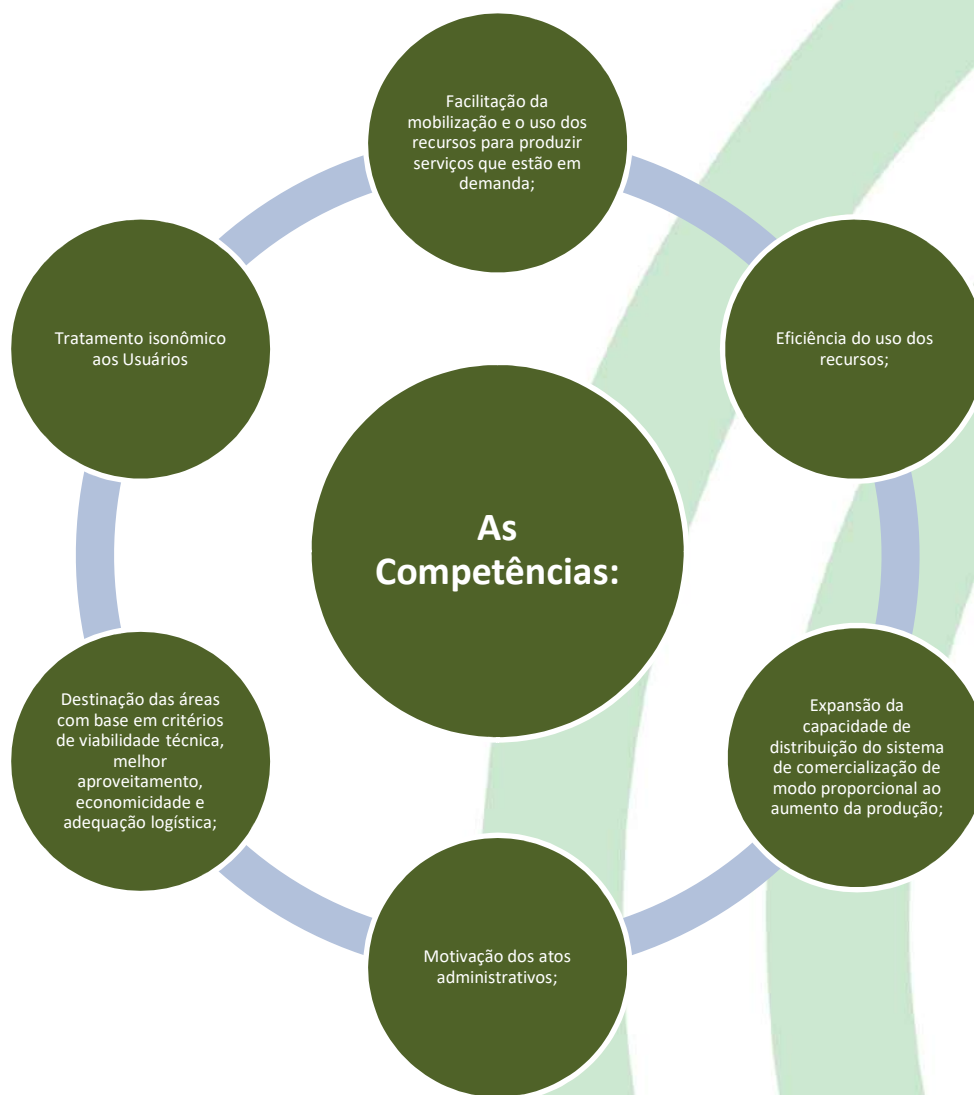 Facilitação da
mobilização e o uso dos
recursos para produzir
serviços que estão em
demanda;
Tratamento isonômico
aos Usuários
Eficiência do uso dos
recursos;
As
Competências:
Destinação das áreas
com base em critérios
de viabilidade técnica,
melhor
aproveitamento,
economicidade e
adequação logística;
Expansão da
capacidade de
distribuição do sistema
de comercialização de
modo proporcional ao
aumento da produção;
Motivação dos atos
administrativos;